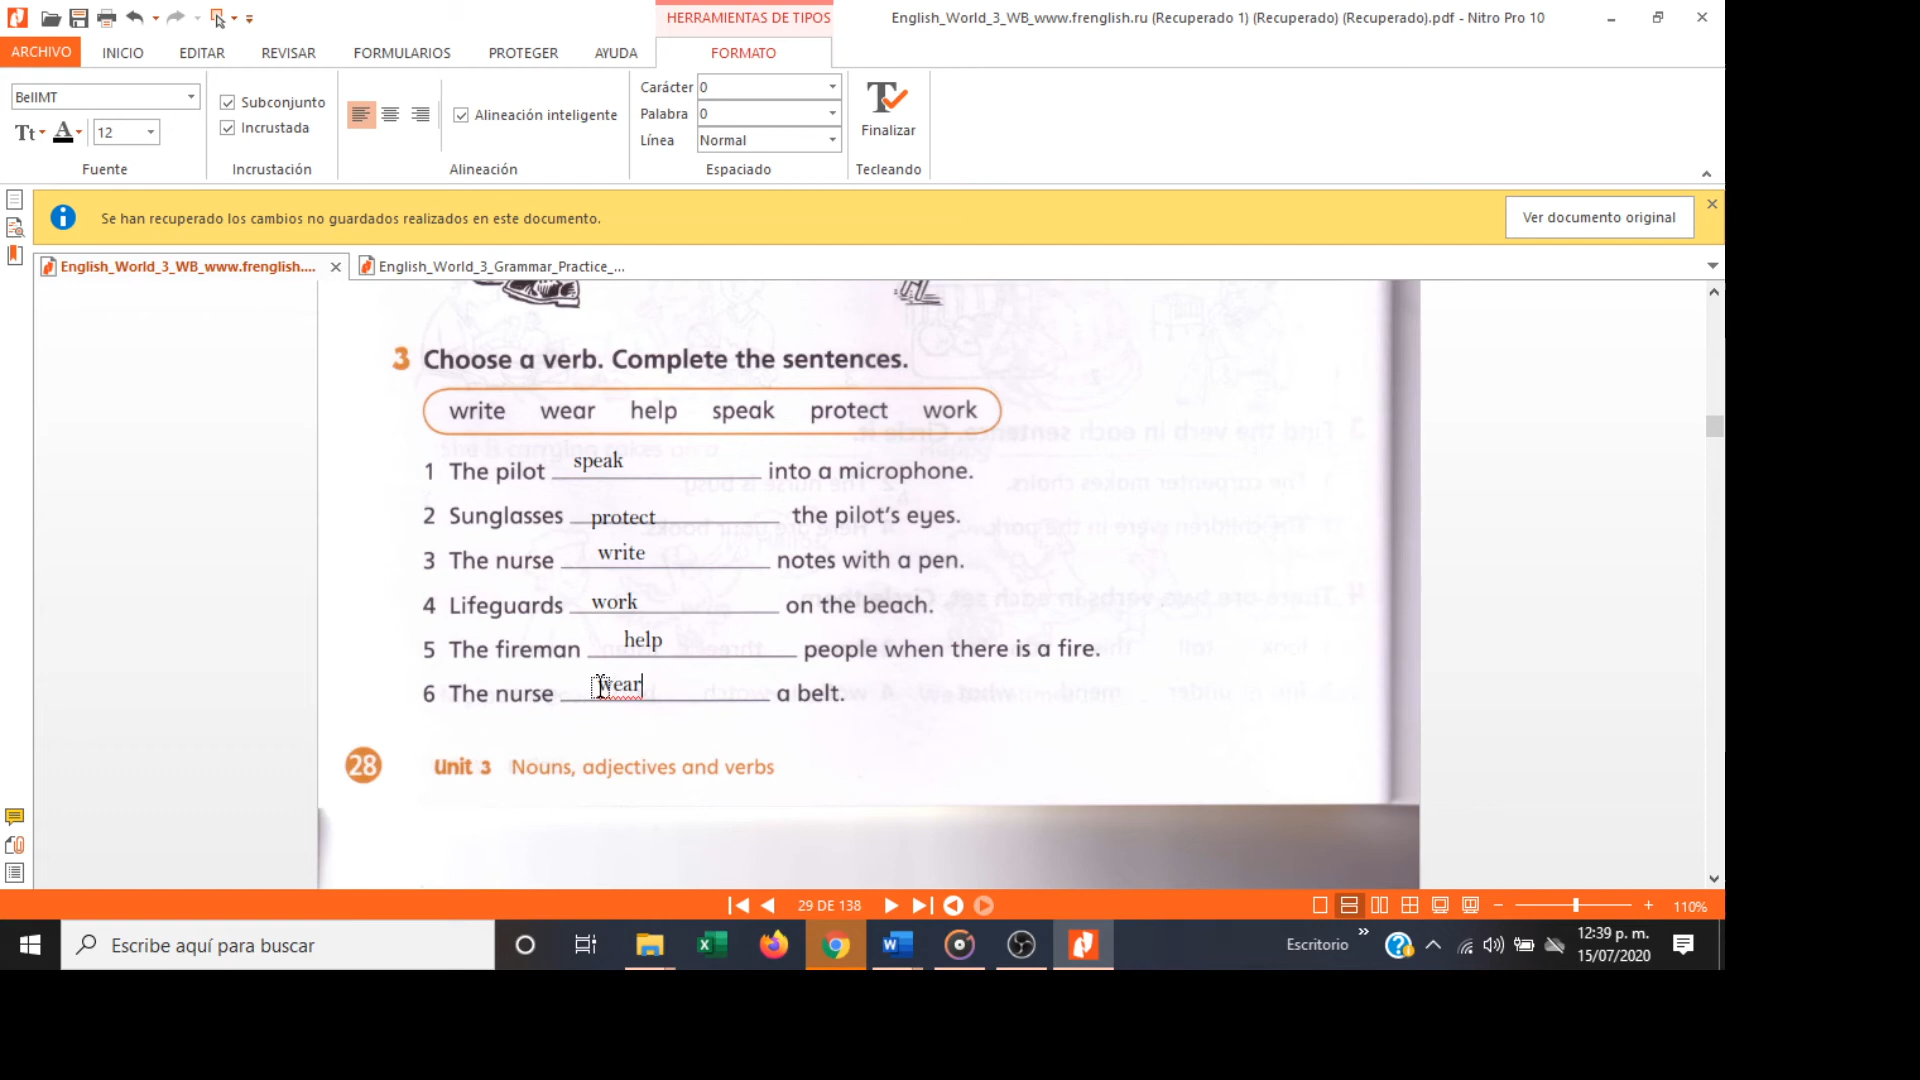 HERRAMIENTAS DE TIPOS
English_World_3_WB_www.frenglish.ru (Recuperado 1) (Recuperado) (Recuperado).pdf - Nitro Pro 10
ARCHIVO INICIO EDITAR REVISAR FORMULARIOS PROTEGER AYUDA FORMATO
BellMT
Subconjunto
Carácter 0
Alineación inteligente
Palabra 0
Tt A 12
Incrustada
Línea Normal
Finalizar
Fuente Incrustación Alineación Espaciado Tecleando
Se han recuperado los cambios no guardados realizados en este documento.
Ver documento original
English_World_3_WB_www.frenglish....
English_World_3_Grammar_Practice_...
3 Choose a verb. Complete the sentences.
write wear help speak protect work
1 The pilot speak into a microphone.
2 Sunglasses protect the pilot's eyes.
3 The nurse write notes with a pen.
4 Lifeguards work on the beach.
5 The fireman help people when there is a fire.
6 The nurse wear a belt.
28 Unit 3 Nouns, adjectives and verbs
29 DE 138
110%
Escribe aquí para buscar
Escritorio
12:39 p. m.
15/07/2020